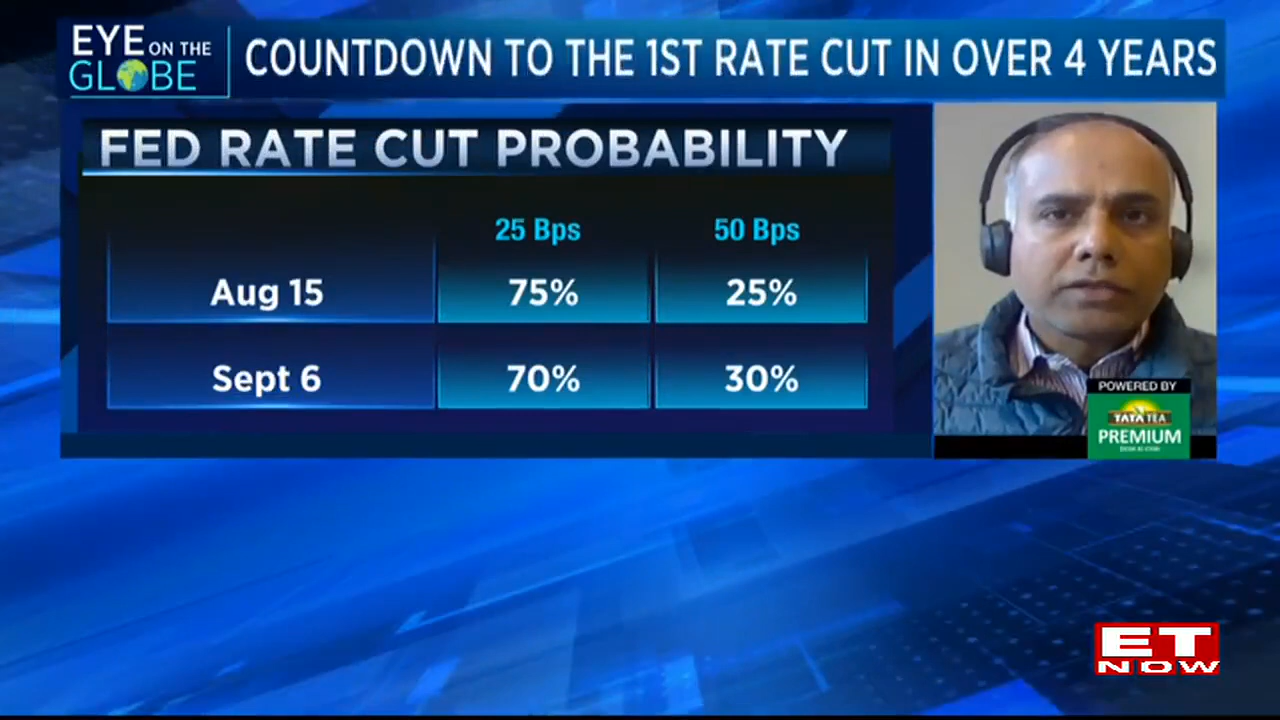 EYE ON THE
GLOBE
COUNTDOWN TO THE 1ST RATE CUT IN OVER 4 YEARS
FED RATE CUT PROBABILITY
25 Bps 50 Bps
Aug 15 75% 25%
Sept 6 70% 30%
POWERED BY
TATA TEA
PREMIUM
ET
NOW